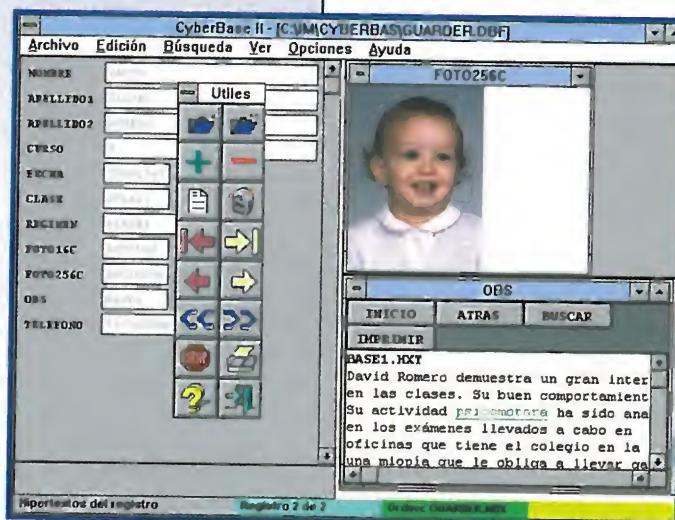 CyberBase II - [C:\IM\CYBERBAS\GUARDER.DBF]
Archivo Edición Búsqueda Ver Opciones Ayuda
NOMBRE
APELLIDO1
APELLIDO2
CURSO
FECHA
CLASE
REGIMEN
FOTO16C
FOTO256C
OBS
TELEFONO
Utiles
FOTO256C
OBS
INICIO ATRAS BUSCAR
IMPRIMIR
BASE1.HXT
David Romero demuestra un gran inter
en las clases. Su buen comportamient
Su actividad psicomotora ha sido ana
en los exámenes llevados a cabo en
oficinas que tiene el colegio en la
una miopía que le obliga a llevar ga
Hipertextos del registro
Registro 2 de 2